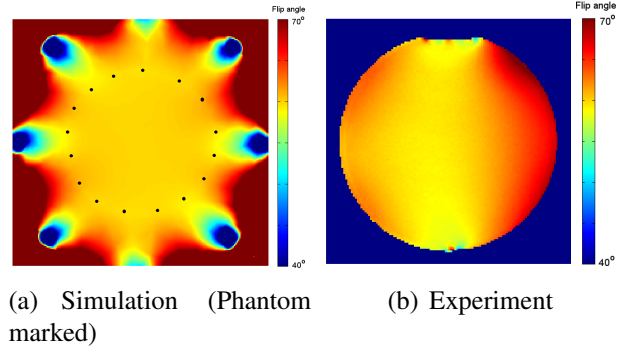 Flip angle
70°
40°
Flip angle
70°
40°
(a) Simulation (Phantom
marked)
(b) Experiment